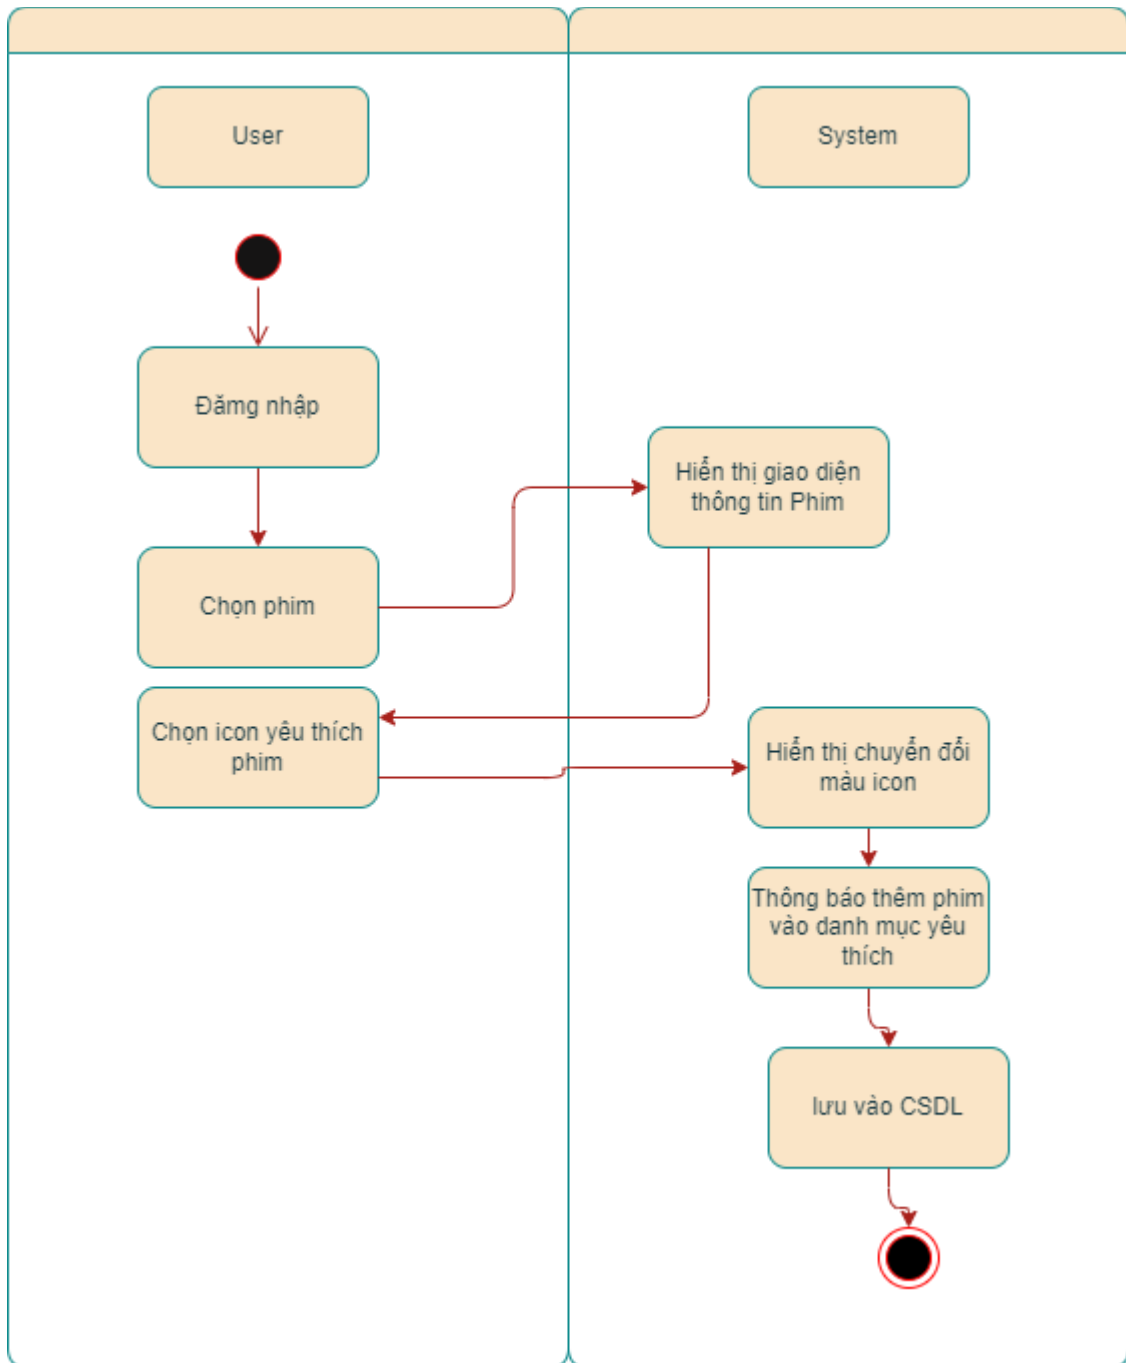 User
System
Đămg nhập
Hiển thị giao diện
thông tin Phim
Chọn phim
Chọn icon yêu thích
phim
Hiển thị chuyển đổi
màu icon
Thông báo thêm phim
vào danh mục yêu
thích
lưu vào CSDL